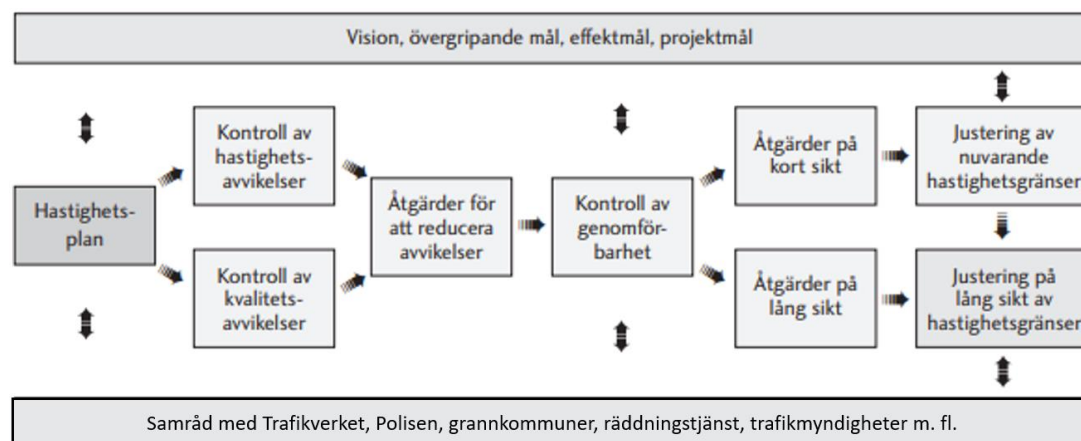 Vision, övergripande mål, effektmål, projektmål
Hastighets-
plan
Kontroll av
hastighets-
avvikelser
Kontroll av
kvalitets-
avvikelser
Åtgärder för
att reducera
avvikelser
Kontroll av
genomför-
barhet
Åtgärder på
kort sikt
Åtgärder på
lång sikt
Justering av
nuvarande
hastighetsgränser
Justering på
lång sikt av
hastighetsgränser
Samråd med Trafikverket, Polisen, grannkommuner, räddningstjänst, trafikmyndigheter m. fl.